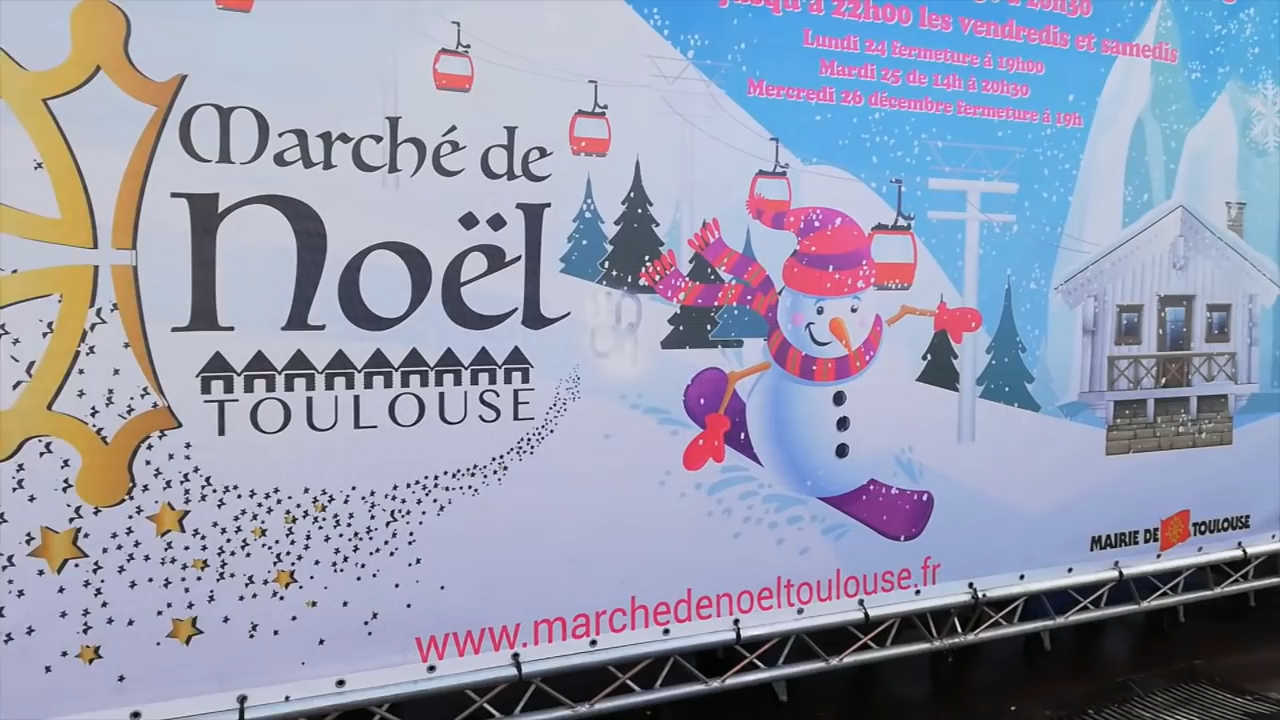 Marché de
Noël
TOULOUSE
à 20h30
jusqu'à 22h00 les vendredis et samedis
Lundi 24 fermeture à 19h00
Mardi 25 de 14h à 20h30
Mercredi 26 décembre fermeture à 19h
MAIRIE DE TOULOUSE
www.marchedenoeltoulouse.fr